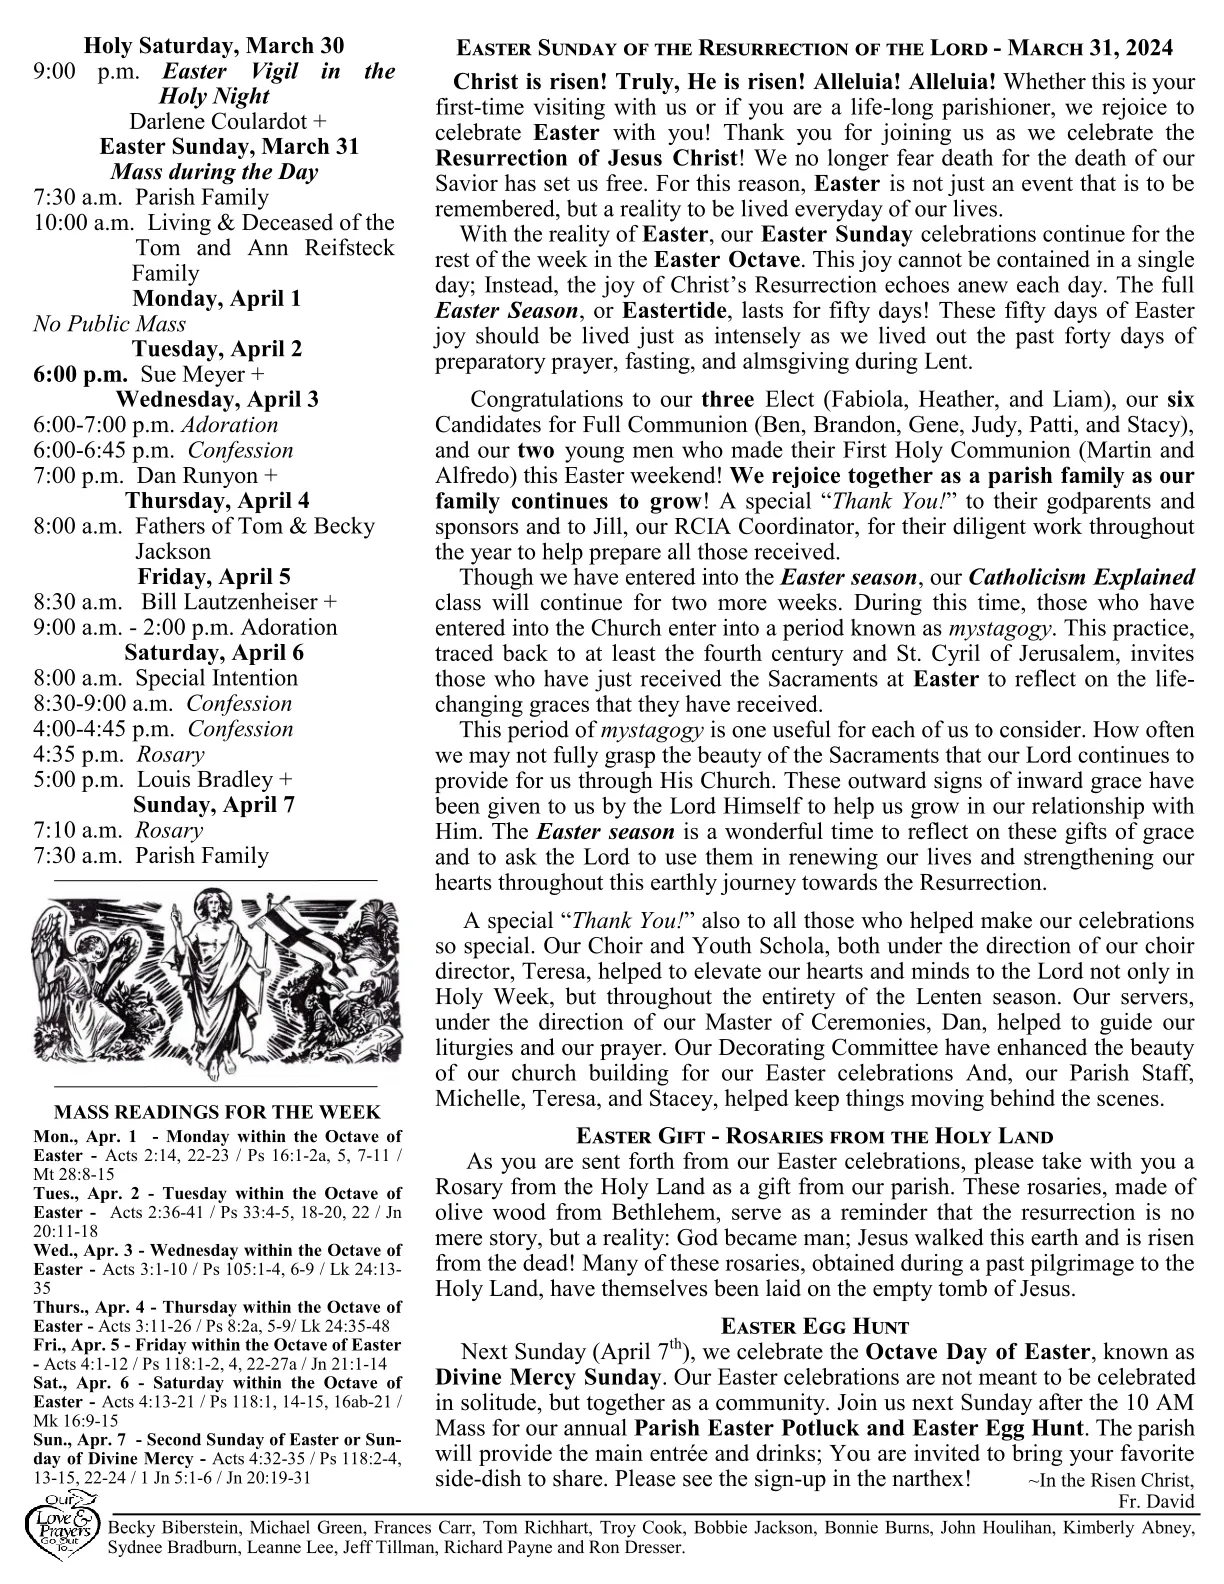 Holy Saturday, March 30
9:00 p.m. Easter Vigil in the
Holy Night
Darlene Coulardot +
Easter Sunday, March 31
Mass during the Day
7:30 a.m. Parish Family
10:00 a.m. Living & Deceased of the
Tom and Ann Reifsteck
Family
Monday, April 1
No Public Mass
Tuesday, April 2
6:00 p.m. Sue Meyer +
Wednesday, April 3
6:00-7:00 p.m. Adoration
6:00-6:45 p.m. Confession
7:00 p.m. Dan Runyon +
Thursday, April 4
8:00 a.m. Fathers of Tom & Becky
Jackson
Friday, April 5
8:30 a.m. Bill Lautzenheiser +
9:00 a.m. - 2:00 p.m. Adoration
Saturday, April 6
8:00 a.m. Special Intention
8:30-9:00 a.m. Confession
4:00-4:45 p.m. Confession
4:35 p.m. Rosary
5:00 p.m. Louis Bradley +
Sunday, April 7
7:10 a.m. Rosary
7:30 a.m. Parish Family
MASS READINGS FOR THE WEEK
Mon., Apr. 1 - Monday within the Octave of
Easter - Acts 2:14, 22-23 / Ps 16:1-2a, 5, 7-11 /
Mt 28:8-15
Tues., Apr. 2 - Tuesday within the Octave of
Easter - Acts 2:36-41 / Ps 33:4-5, 18-20, 22 / Jn
20:11-18
Wed., Apr. 3 - Wednesday within the Octave of
Easter - Acts 3:1-10 / Ps 105:1-4, 6-9 / Lk 24:13-
35
Thurs., Apr. 4 - Thursday within the Octave of
Easter - Acts 3:11-26 / Ps 8:2a, 5-9/ Lk 24:35-48
Fri., Apr. 5 - Friday within the Octave of Easter
- Acts 4:1-12 / Ps 118:1-2, 4, 22-27a / Jn 21:1-14
Sat., Apr. 6 - Saturday within the Octave of
Easter - Acts 4:13-21 / Ps 118:1, 14-15, 16ab-21 /
Mk 16:9-15
Sun., Apr. 7 - Second Sunday of Easter or Sun-
day of Divine Mercy - Acts 4:32-35 / Ps 118:2-4,
13-15, 22-24 / 1 Jn 5:1-6 / Jn 20:19-31
EASTER SUNDAY OF THE RESURRECTION OF THE LORD - MARCH 31, 2024
Christ is risen! Truly, He is risen! Alleluia! Alleluia! Whether this is your
first-time visiting with us or if you are a life-long parishioner, we rejoice to
celebrate Easter with you! Thank you for joining us as we celebrate the
Resurrection of Jesus Christ! We no longer fear death for the death of our
Savior has set us free. For this reason, Easter is not just an event that is to be
remembered, but a reality to be lived everyday of our lives.
With the reality of Easter, our Easter Sunday celebrations continue for the
rest of the week in the Easter Octave. This joy cannot be contained in a single
day; Instead, the joy of Christ's Resurrection echoes anew each day. The full
Easter Season, or Eastertide, lasts for fifty days! These fifty days of Easter
joy should be lived just as intensely as we lived out the past forty days of
preparatory prayer, fasting, and almsgiving during Lent.
Congratulations to our three Elect (Fabiola, Heather, and Liam), our six
Candidates for Full Communion (Ben, Brandon, Gene, Judy, Patti, and Stacy),
and our two young men who made their First Holy Communion (Martin and
Alfredo) this Easter weekend! We rejoice together as a parish family as our
family continues to grow! A special “Thank You!” to their godparents and
sponsors and to Jill, our RCIA Coordinator, for their diligent work throughout
the year to help prepare all those received.
Though we have entered into the Easter season, our Catholicism Explained
class will continue for two more weeks. During this time, those who have
entered into the Church enter into a period known as mystagogy. This practice,
traced back to at least the fourth century and St. Cyril of Jerusalem, invites
those who have just received the Sacraments at Easter to reflect on the life-
changing graces that they have received.
This period of mystagogy is one useful for each of us to consider. How often
we may not fully grasp the beauty of the Sacraments that our Lord continues to
provide for us through His Church. These outward signs of inward grace have
been given to us by the Lord Himself to help us grow in our relationship with
Him. The Easter season is a wonderful time to reflect on these gifts of grace
and to ask the Lord to use them in renewing our lives and strengthening our
hearts throughout this earthly journey towards the Resurrection.
A special “Thank You!” also to all those who helped make our celebrations
so special. Our Choir and Youth Schola, both under the direction of our choir
director, Teresa, helped to elevate our hearts and minds to the Lord not only in
Holy Week, but throughout the entirety of the Lenten season. Our servers,
under the direction of our Master of Ceremonies, Dan, helped to guide our
liturgies and our prayer. Our Decorating Committee have enhanced the beauty
of our church building for our Easter celebrations And, our Parish Staff,
Michelle, Teresa, and Stacey, helped keep things moving behind the scenes.
EASTER GIFT - ROSARIES FROM THE HOLY LAND
As you are sent forth from our Easter celebrations, please take with you a
Rosary from the Holy Land as a gift from our parish. These rosaries, made of
olive wood from Bethlehem, serve as a reminder that the resurrection is no
mere story, but a reality: God became man; Jesus walked this earth and is risen
from the dead! Many of these rosaries, obtained during a past pilgrimage to the
Holy Land, have themselves been laid on the empty tomb of Jesus.
EASTER EGG HUNT
Next Sunday (April 7th), we celebrate the Octave Day of Easter, known as
Divine Mercy Sunday. Our Easter celebrations are not meant to be celebrated
in solitude, but together as a community. Join us next Sunday after the 10 AM
Mass for our annual Parish Easter Potluck and Easter Egg Hunt. The parish
will provide the main entrée and drinks; You are invited to bring your favorite
side-dish to share. Please see the sign-up in the narthex! ~In the Risen Christ,
Fr. David
Our
Love &
Prayers
Go Out
To...
Becky Biberstein, Michael Green, Frances Carr, Tom Richhart, Troy Cook, Bobbie Jackson, Bonnie Burns, John Houlihan, Kimberly Abney,
Sydnee Bradburn, Leanne Lee, Jeff Tillman, Richard Payne and Ron Dresser.